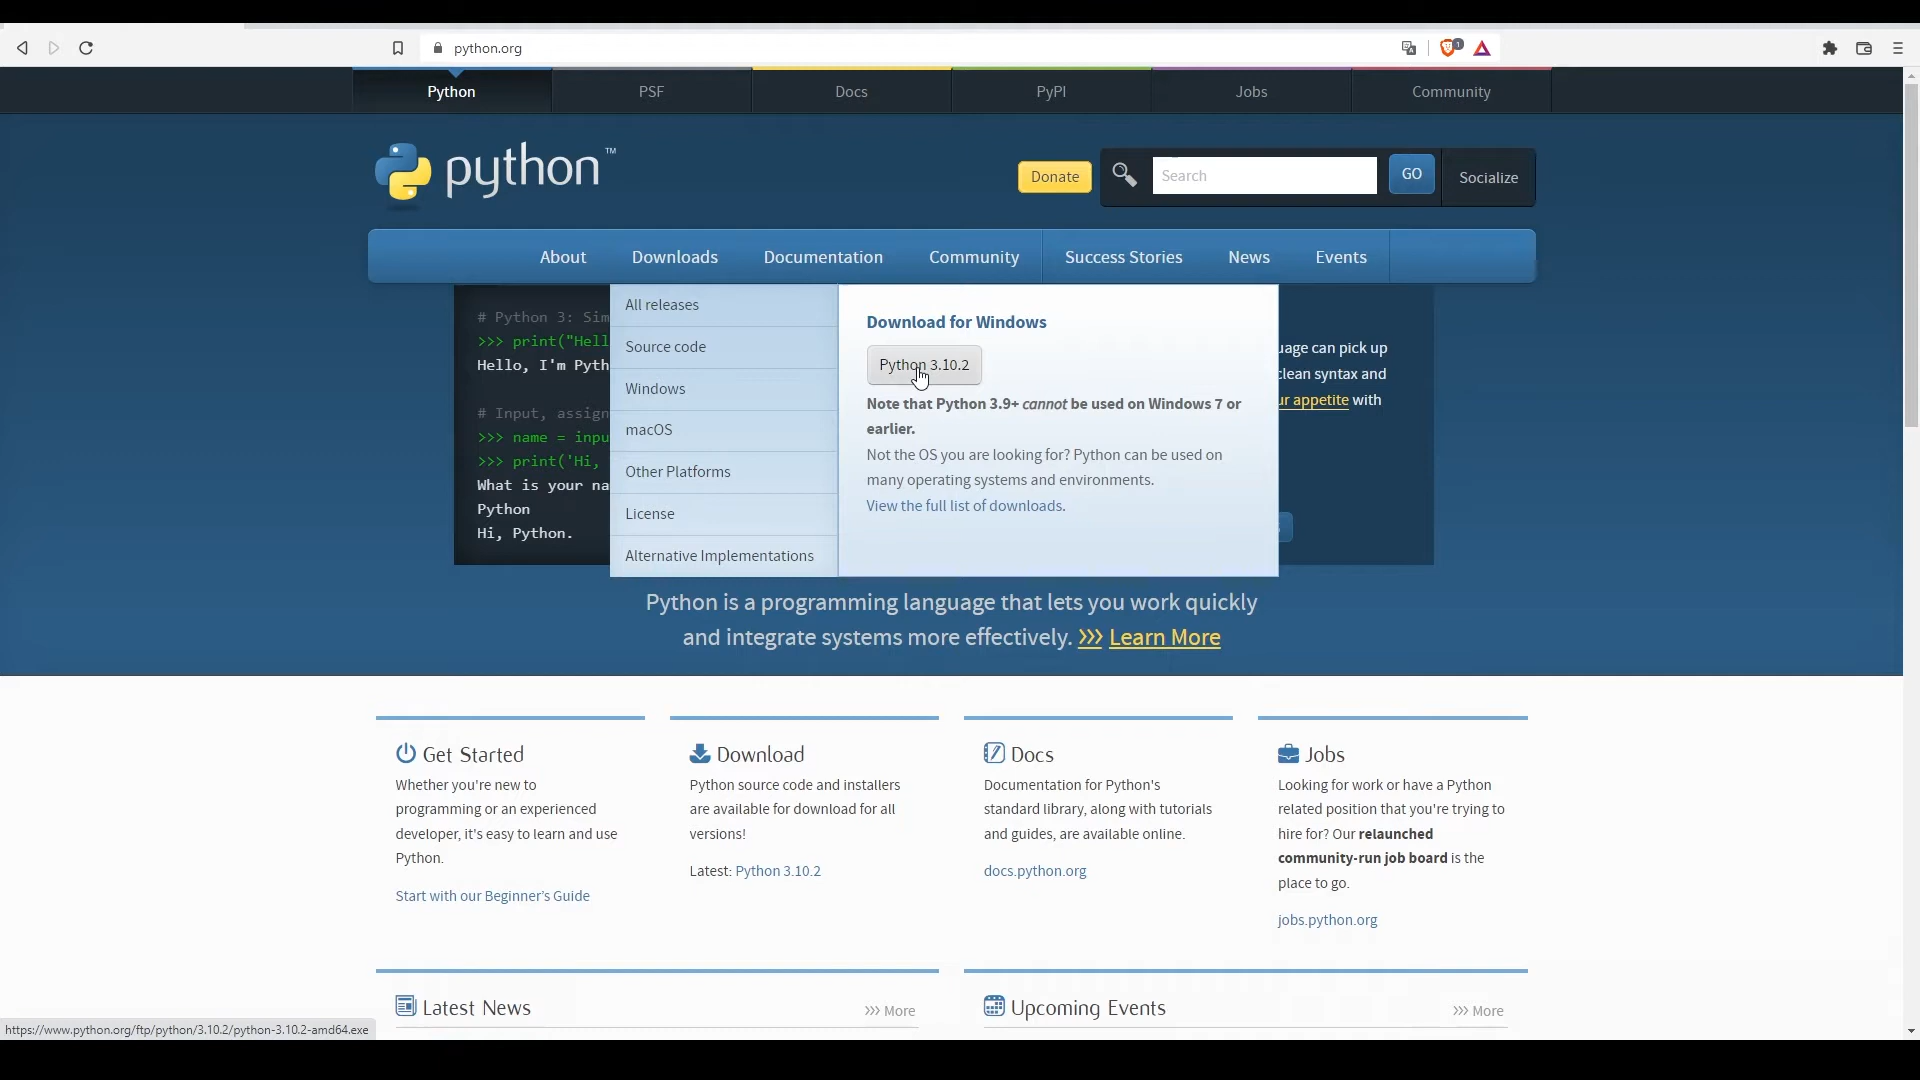 python.org
1
Python
PSF
Docs
PyPI
Jobs
Community
python™
Donate
Search
GO
Socialize
About
Downloads
Documentation
Community
Success Stories
News
Events
# Python 3: Sim
>>> print("Hell
Hello, I'm Pyth
# Input, assign
>>> name = inpu
>>> print('Hi,
What is your na
Python
Hi, Python.
All releases
Source code
Windows
macOS
Other Platforms
License
Alternative Implementations
Download for Windows
Python 3.10.2
Note that Python 3.9+ cannot be used on Windows 7 or
earlier.
Not the OS you are looking for? Python can be used on
many operating systems and environments.
View the full list of downloads.
uage can pick up
clean syntax and
ur appetite with
Python is a programming language that lets you work quickly
and integrate systems more effectively. >>> Learn More
Get Started
Whether you're new to
programming or an experienced
developer, it's easy to learn and use
Python.
Start with our Beginner’s Guide
Download
Python source code and installers
are available for download for all
versions!
Latest: Python 3.10.2
Docs
Documentation for Python's
standard library, along with tutorials
and guides, are available online.
docs.python.org
Jobs
Looking for work or have a Python
related position that you're trying to
hire for? Our relaunched
community-run job board is the
place to go.
jobs.python.org
Latest News
>>> More
Upcoming Events
>>> More
https://www.python.org/ftp/python/3.10.2/python-3.10.2-amd64.exe